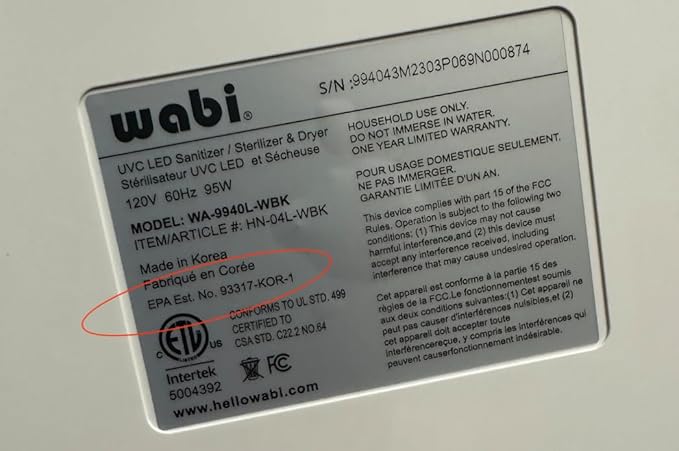 wabi®
UVC LED Sanitizer / Sterilizer & Dryer
Stérilisateur UVC LED et Sécheuse
120V 60Hz 95W
MODEL: WA-9940L-WBK
ITEM/ARTICLE #: HN-04L-WBK
Made in Korea
Fabriqué en Corée
EPA Est. No. 93317-KOR-1
ETL
LISTED
C US
Intertek
5004392
CONFORMS TO UL STD. 499
CERTIFIED TO
CSA STD. C22.2 NO.64
FC
www.hellowabi.com
S/N :994043M2303P069N000874
HOUSEHOLD USE ONLY.
DO NOT IMMERSE IN WATER.
ONE YEAR LIMITED WARRANTY.
POUR USAGE DOMESTIQUE SEULEMENT.
NE PAS IMMERGER.
GARANTIE LIMITÉE D'UN AN.
This device complies with part 15 of the FCC
Rules. Operation is subject to the following two
conditions: (1) This device may not cause
harmful interference,and (2) this device must
accept any interference received, including
interference that may cause undesired operation.
Cet appareil est conforme à la partie 15 des
règles de la FCC.Le fonctionnementest soumis
aux deux conditions suivantes:(1) Cet appareil ne
peut pas causer d'interférences nuisibles,et (2)
cet appareil doit accepter toute
interférencereçue, y compris les interférences qui
peuvent causerfonctionnement indésirable.